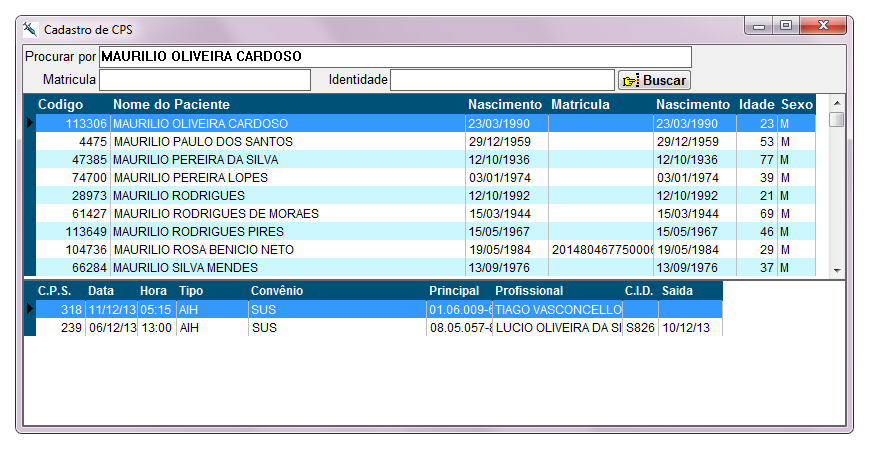 Cadastro de CPS
Procurar por MAURILIO OLIVEIRA CARDOSO
Matricula Identidade Buscar
Codigo Nome do Paciente Nascimento Matricula Nascimento Idade Sexo
113306 MAURILIO OLIVEIRA CARDOSO 23/03/1990 23/03/1990 23 M
4475 MAURILIO PAULO DOS SANTOS 29/12/1959 29/12/1959 53 M
47385 MAURILIO PEREIRA DA SILVA 12/10/1936 12/10/1936 77 M
74700 MAURILIO PEREIRA LOPES 03/01/1974 03/01/1974 39 M
28973 MAURILIO RODRIGUES 12/10/1992 12/10/1992 21 M
61427 MAURILIO RODRIGUES DE MORAES 15/03/1944 15/03/1944 69 M
113649 MAURILIO RODRIGUES PIRES 15/05/1967 15/05/1967 46 M
104736 MAURILIO ROSA BENICIO NETO 19/05/1984 201480467750006 19/05/1984 29 M
66284 MAURILIO SILVA MENDES 13/09/1976 13/09/1976 37 M
C.P.S. Data Hora Tipo Convênio Principal Profissional C.I.D. Saida
318 11/12/13 05:15 AIH SUS 01.06.009-6 TIAGO VASCONCELLO
239 06/12/13 13:00 AIH SUS 08.05.057-8 LUCIO OLIVEIRA DA SI S826 10/12/13